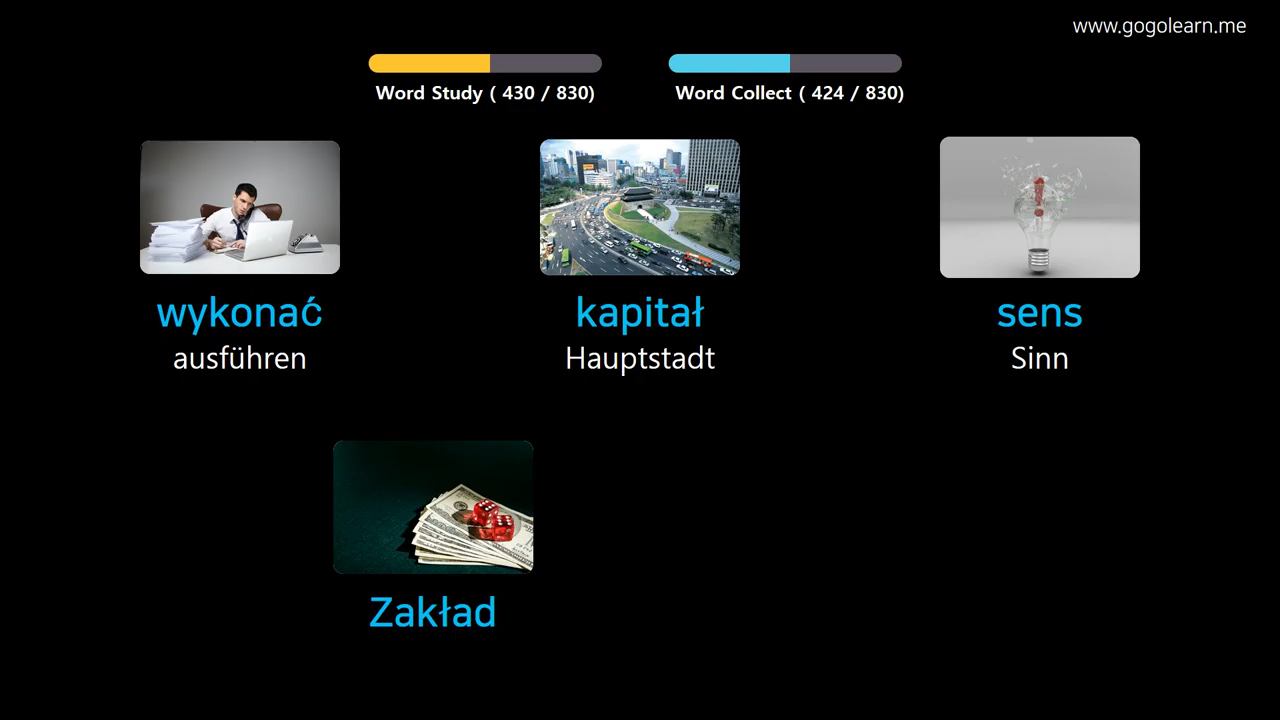 www.gogolearn.me
Word Study ( 430 / 830)
Word Collect ( 424 / 830)
wykonać
ausführen
kapitał
Hauptstadt
sens
Sinn
Zakład